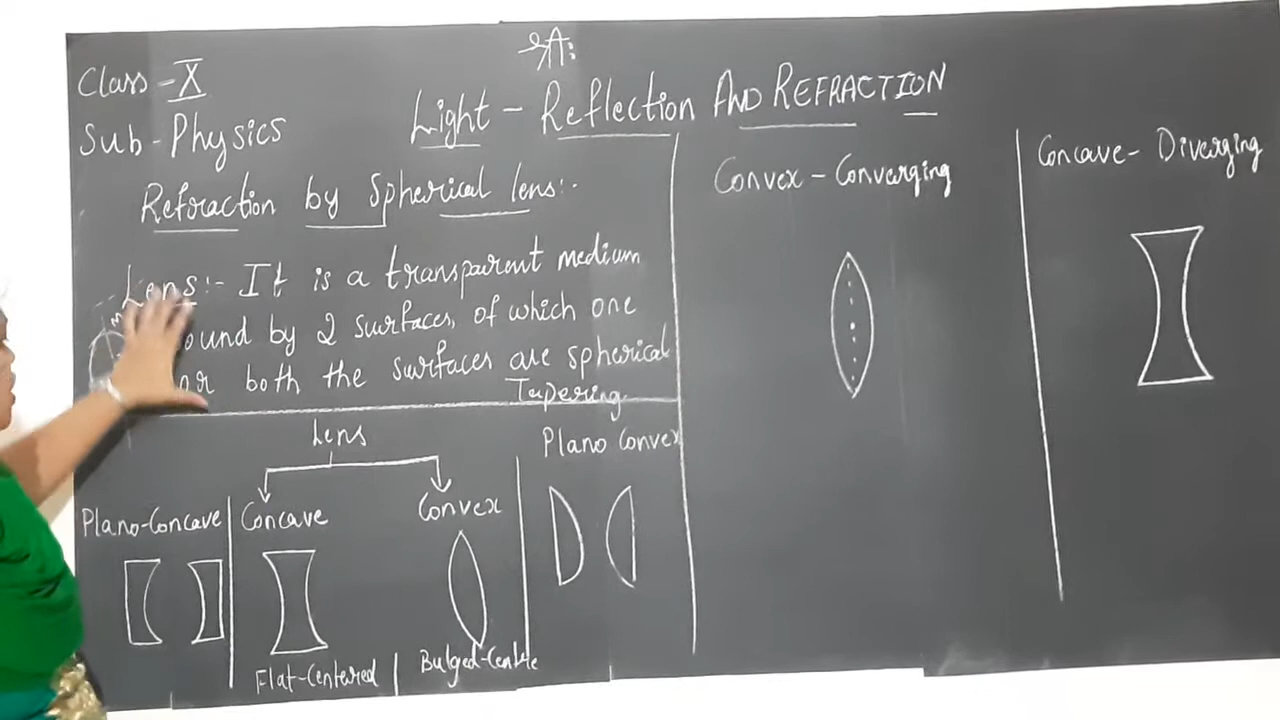 Class - X
Sub - Physics
Light - Reflection AND REFRACTION
Refraction by Spherical lens:-
Lens:- It is a transparent medium
bound by 2 surfaces, of which one
or both the surfaces are spherical
Tapering
Lens
Plano-Concave
Concave
Convex
Plano Convex
Flat-Centered
Bulged-Centre
Convex - Converging
Concave - Diverging